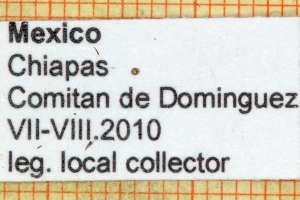 Mexico
Chiapas
Comitan de Dominguez
VII-VIII.2010
leg. local collector